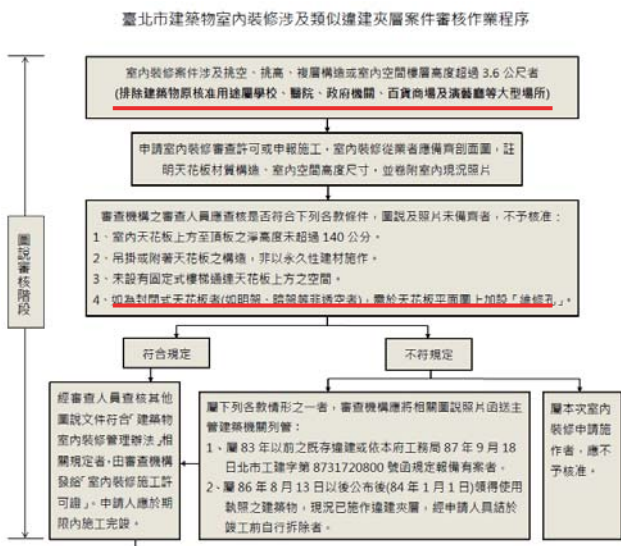 臺北市建築物室內裝修涉及類似違建夾層案件審核作業程序
室內裝修案件涉及挑空、挑高、複層構造或室內空間樓層高度超過 3.6 公尺者
(排除建築物原核准用途屬學校、醫院、政府機關、百貨商場及演藝廳等大型場所)
申請室內裝修審查許可或申報施工，室內裝修從業者應備齊剖面圖，註
明天花板材質構造、室內空間高度尺寸，並卷附室內現況照片
圖說審核階段
審查機構之審查人員應查核是否符合下列各款條件，圖說及照片未備齊者，不予核准：
1、室內天花板上方至頂板之淨高度未超過 140 公分。
2、吊掛或附著天花板之構造，非以永久性建材施作。
3、未設有固定式樓梯通達天花板上方之空間。
4、如為封閉式天花板者(如明架、暗架等非透空者)，需於天花板平面圖上加設「維修孔」。
符合規定
不符規定
經審查人員查核其他
圖說文件符合「建築物
室內裝修管理辦法」相
關規定者，由審查機構
發給「室內裝修施工許
可證」。申請人應於期
限內施工完竣。
屬下列各款情形之一者，審查機構應將相關圖說照片函送主
管建築機關列管：
1、屬 83 年以前之既存違建或依本府工務局 87 年 9 月 18
日北市工建字第 8731720800 號函規定報備有案者。
2、屬 86 年 8 月 13 日以後公布後(84 年 1 月 1 日)領得使用
執照之建築物，現況已施作違建夾層，經申請人具結於
竣工前自行拆除者。
屬本次室內
裝修申請施
作者，應不
予核准。